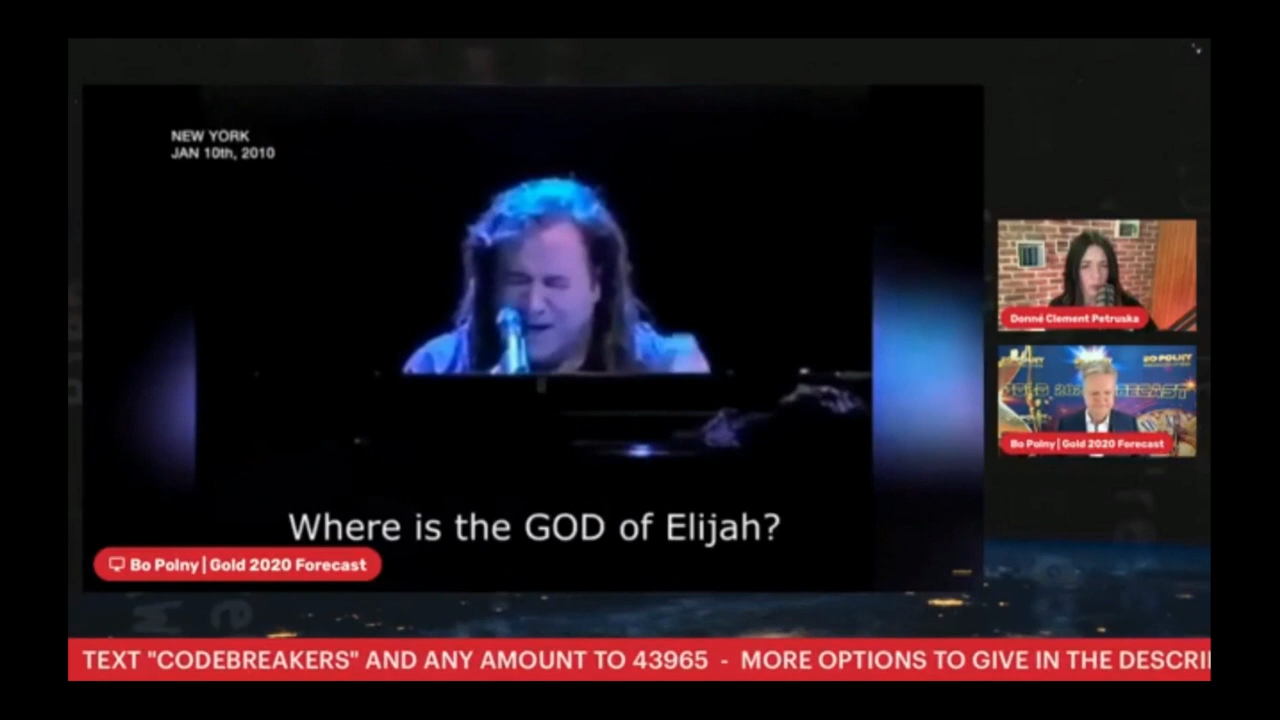 NEW YORK
JAN 10th, 2010
Where is the GOD of Elijah?
Bo Polny | Gold 2020 Forecast
Donné Clement Petruska
BO POLNY
Bo Polny | Gold 2020 Forecast
TEXT "CODEBREAKERS" AND ANY AMOUNT TO 43965 - MORE OPTIONS TO GIVE IN THE DESCRI